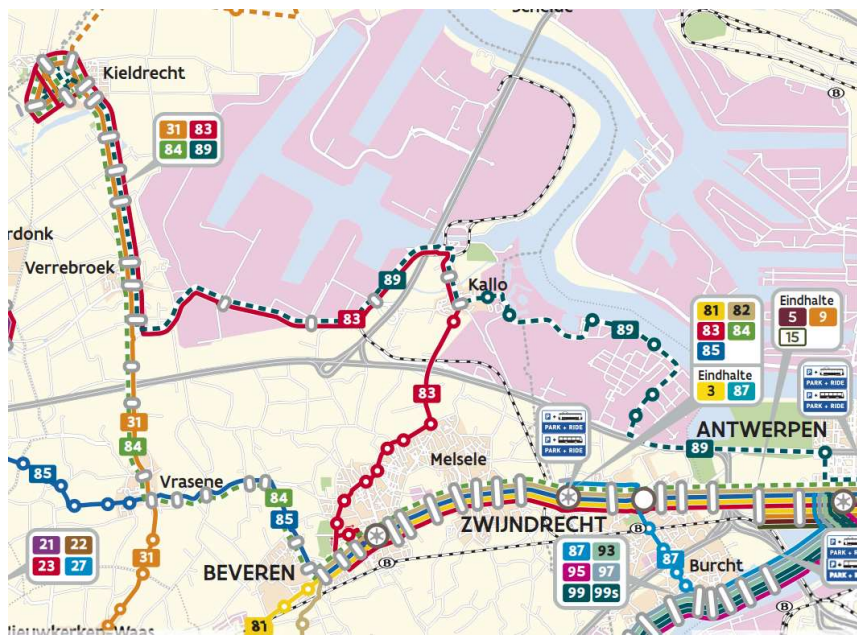 Schelde
Kieldrecht
B
31 83
84 89
rdonk
Verrebroek
89
83
Kallo
89
81 82
83 84
85
Eindhalte
3 87
Eindhalte
5 9
15
P +
PARK + RIDE
P +
PARK + RIDE
83
31
84
P +
PARK + RIDE
P +
PARK + RIDE
ANTWERPEN
89
85
Vrasene
84
85
Melsele
ZWIJNDRECHT
21 22
23 27
31
BEVEREN
B
87 93
95 97
99 99s
B
87
Burcht
P +
PARK + RIDE
P +
PARK + R
B
81
Nieuwkerken-Waas